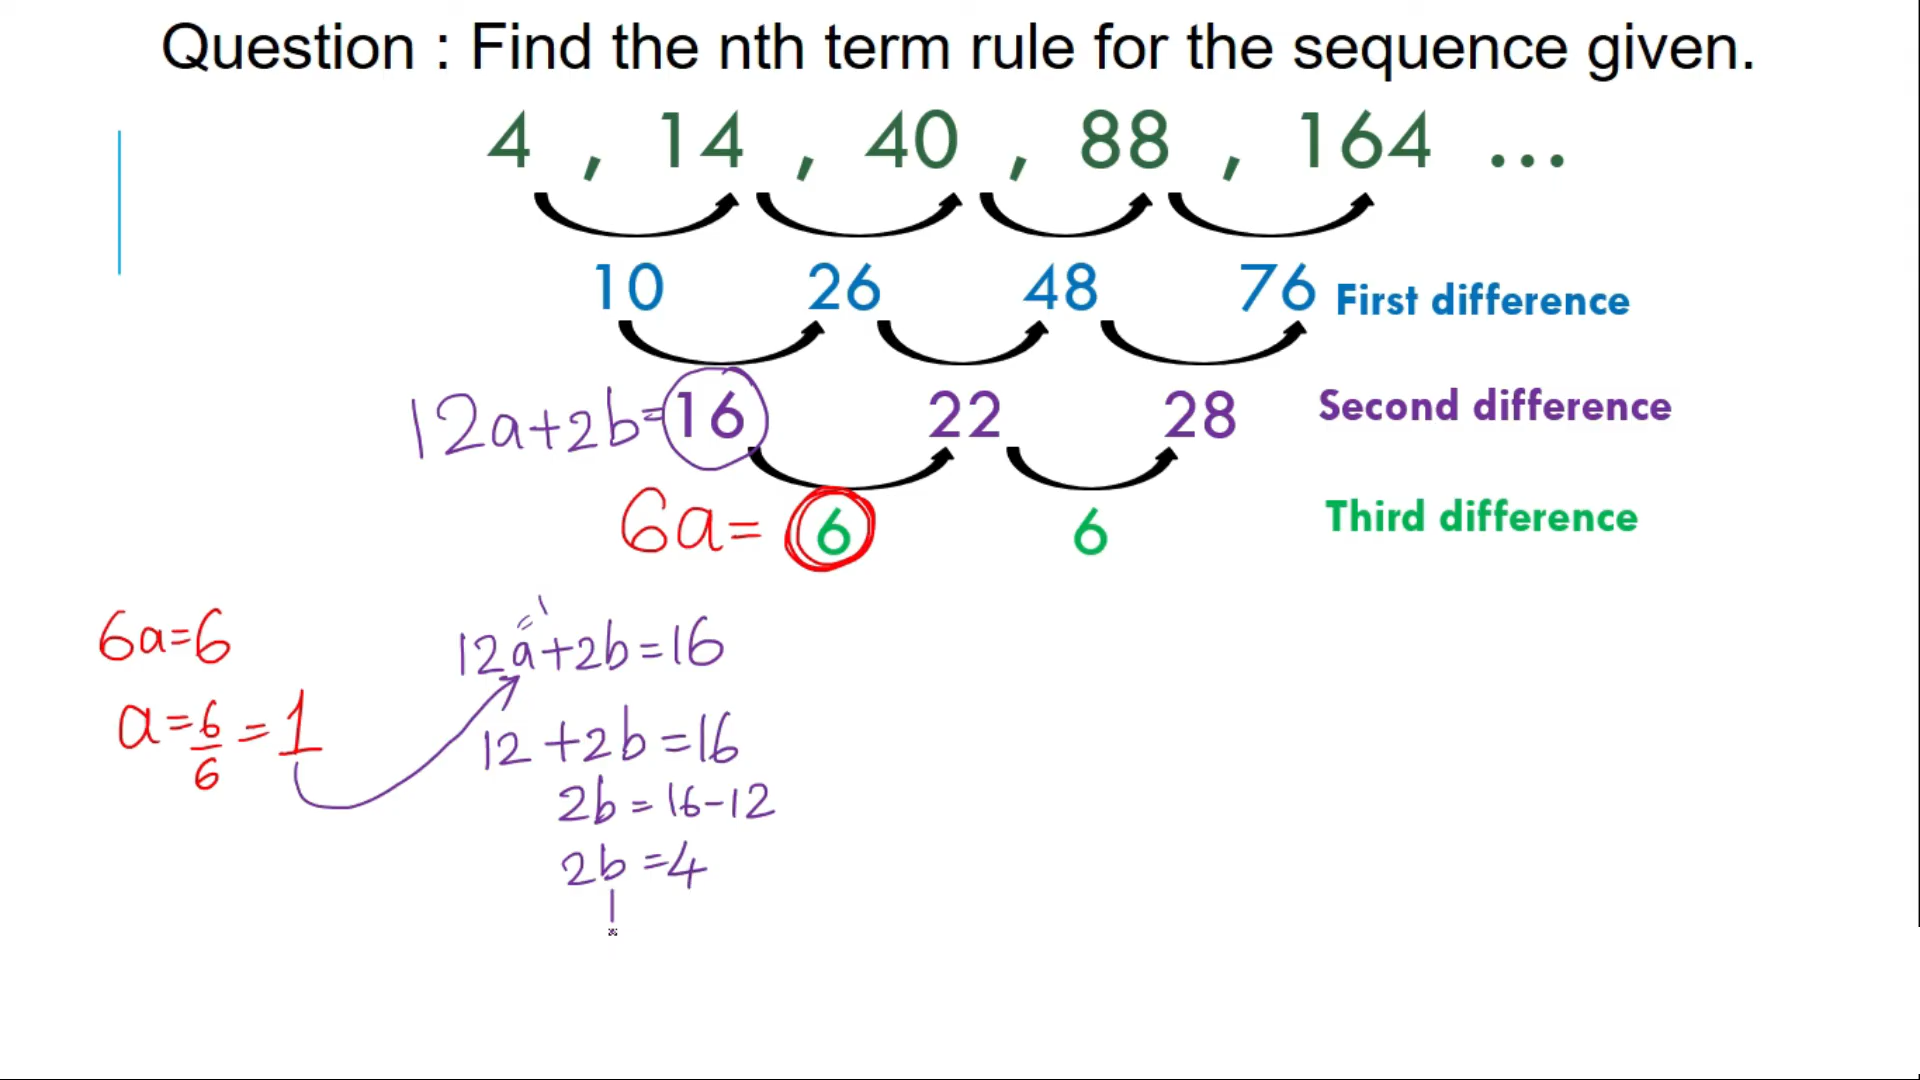 Question : Find the nth term rule for the sequence given.
4 , 14 , 40 , 88 , 164 ...
10 26 48 76 First difference
12a+2b= 16 22 28 Second difference
6a= 6 6 Third difference
6a=6
a=6/6=1
=1
12a+2b=16
12+2b=16
2b=16-12
2b=4